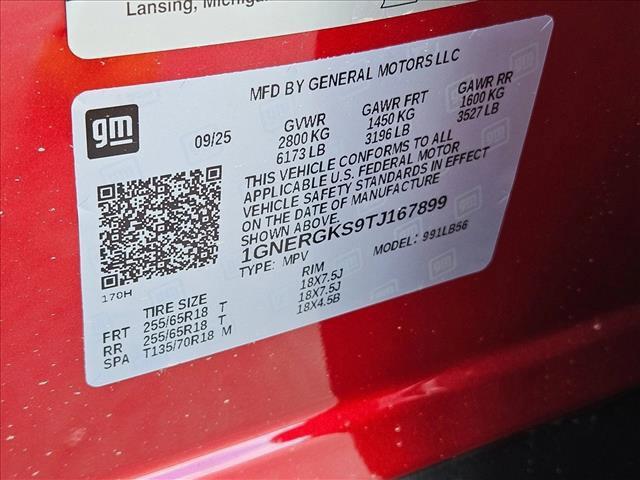 Lansing, Michigan
MFD BY GENERAL MOTORS LLC
gm
09/25
GVWR GAWR FRT GAWR RR
2800 KG 1450 KG 1600 KG
6173 LB 3196 LB 3527 LB
THIS VEHICLE CONFORMS TO ALL
APPLICABLE U.S. FEDERAL MOTOR
VEHICLE SAFETY STANDARDS IN EFFECT
ON THE DATE OF MANUFACTURE
SHOWN ABOVE.
1GNERGKS9TJ167899
TYPE: MPV MODEL: 991LB56
170H
TIRE SIZE RIM
FRT 255/65R18 T 18X7.5J
RR 255/65R18 T 18X7.5J
SPA T135/70R18 M 18X4.5B